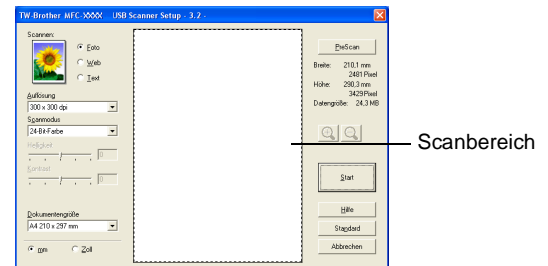 TW-Brother MFC-XXXX USB Scanner Setup - 3.2 -
Scannen:
Foto
Web
Text
Auflösung
300 x 300 dpi
Scanmodus
24-Bit-Farbe
Helligkeit
0
Kontrast
0
Dokumentengröße
A4 210 x 297 mm
mm
Zoll
PreScan
Breite: 210,1 mm
2481 Pixel
Höhe: 290,3 mm
3429 Pixel
Datengröße: 24,3 MB
Scanbereich
Start
Hilfe
Standard
Abbrechen